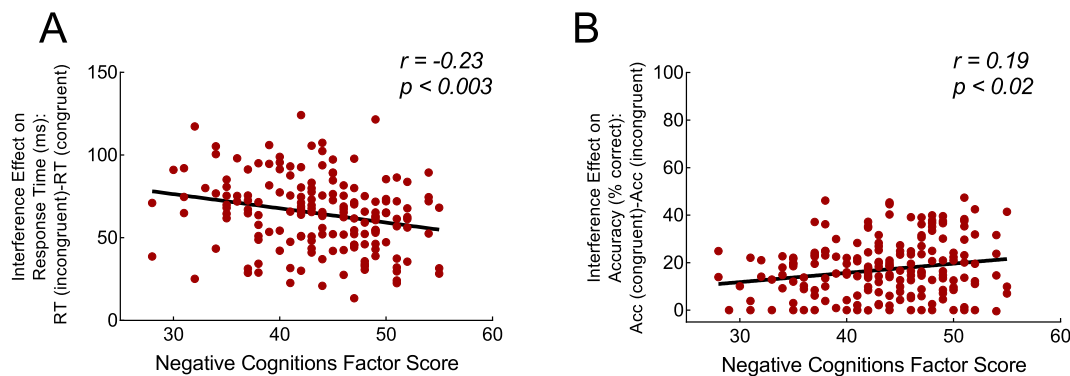 A
r = -0.23
p < 0.003
Interference Effect on
Response Time (ms):
RT (incongruent)-RT (congruent)
150
100
50
0
30 40 50 60
Negative Cognitions Factor Score
B
r = 0.19
p < 0.02
Interference Effect on
Accuracy (% correct):
Acc (congruent)-Acc (incongruent)
100
80
60
40
20
0
30 40 50 60
Negative Cognitions Factor Score